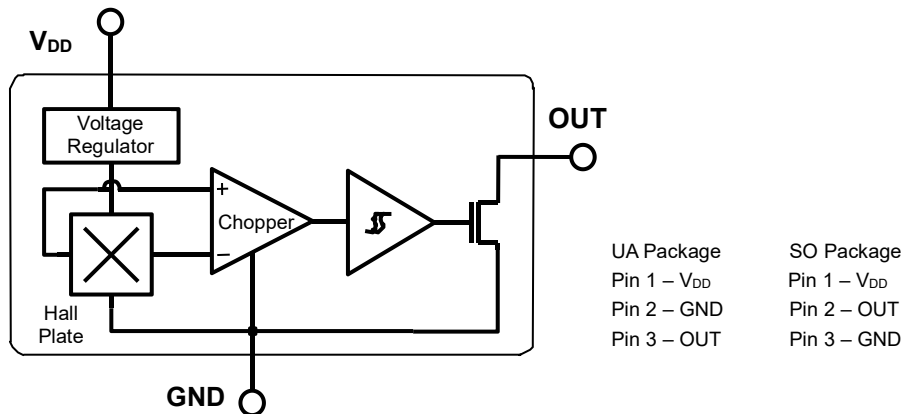 VDD
Voltage
Regulator
OUT
+
Chopper
−
Hall
Plate
GND
UA Package
Pin 1 – VDD
Pin 2 – GND
Pin 3 – OUT
SO Package
Pin 1 – VDD
Pin 2 – OUT
Pin 3 – GND